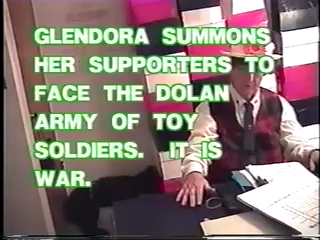 GLENDORA SUMMONS
HER SUPPORTERS TO
FACE THE DOLAN
ARMY OF TOY
SOLDIERS. IT IS
WAR.